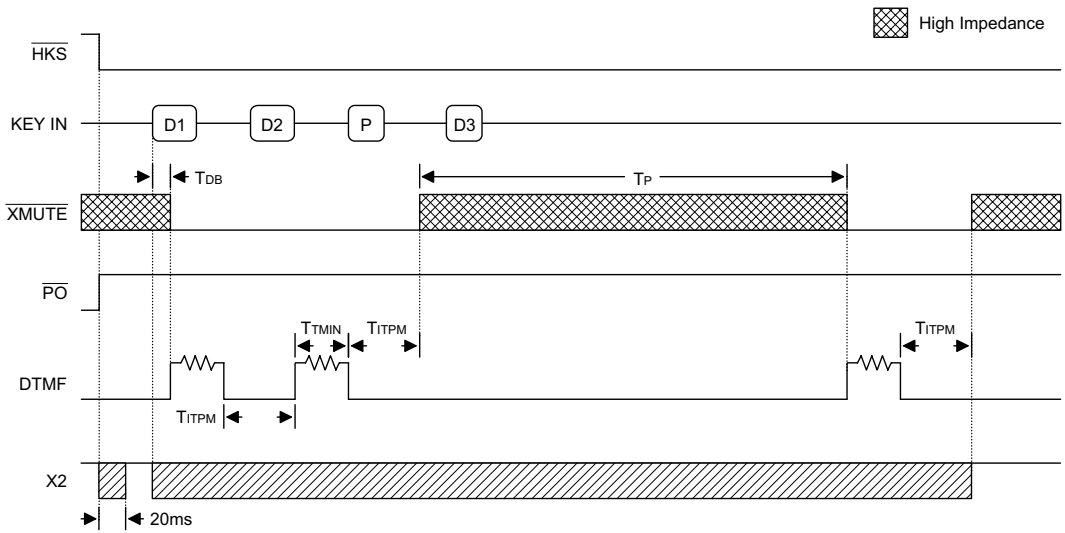 High Impedance
HKS
KEY IN D1 D2 P D3
TDB
TP
XMUTE
PO
TTMIN TITPM TITPM
DTMF
TITPM
X2
20ms